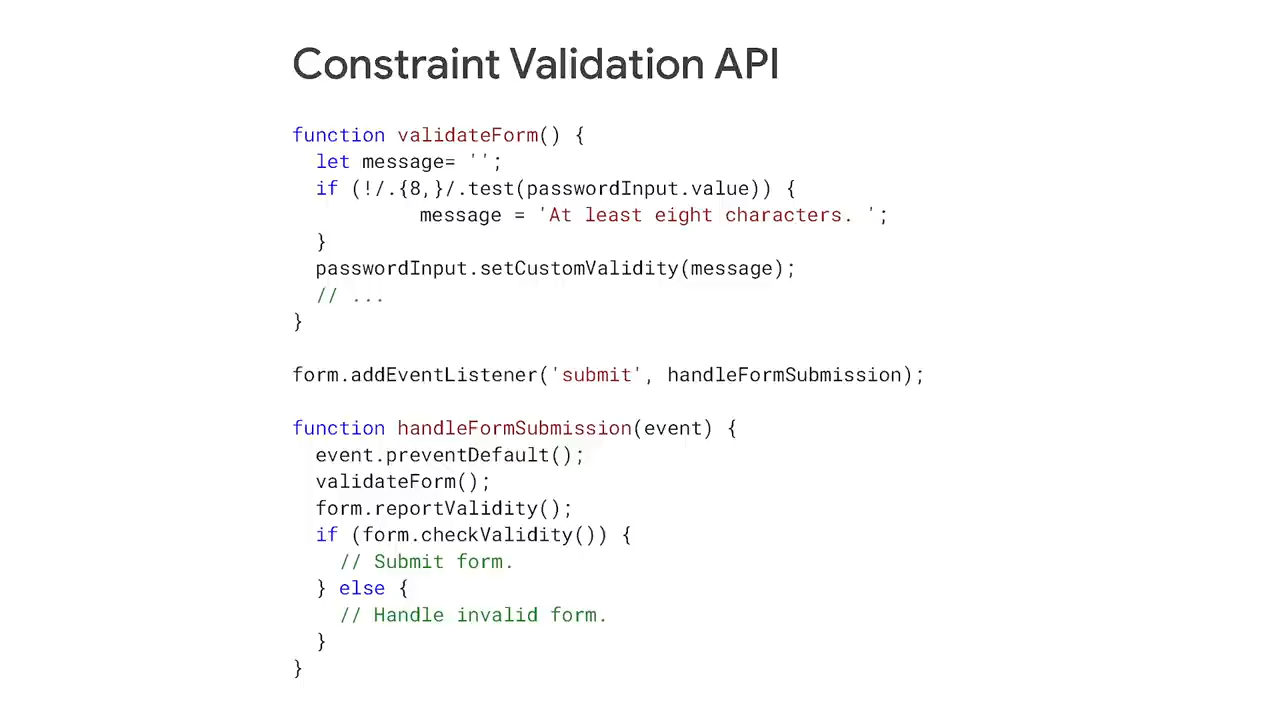 Constraint Validation API
function validateForm() {
  let message= '';
  if (!/.{8,}/.test(passwordInput.value)) {
           message = 'At least eight characters. ';
  }
  passwordInput.setCustomValidity(message);
  // ...
}
form.addEventListener('submit', handleFormSubmission);
function handleFormSubmission(event) {
  event.preventDefault();
  validateForm();
  form.reportValidity();
  if (form.checkValidity()) {
    // Submit form.
  } else {
    // Handle invalid form.
  }
}